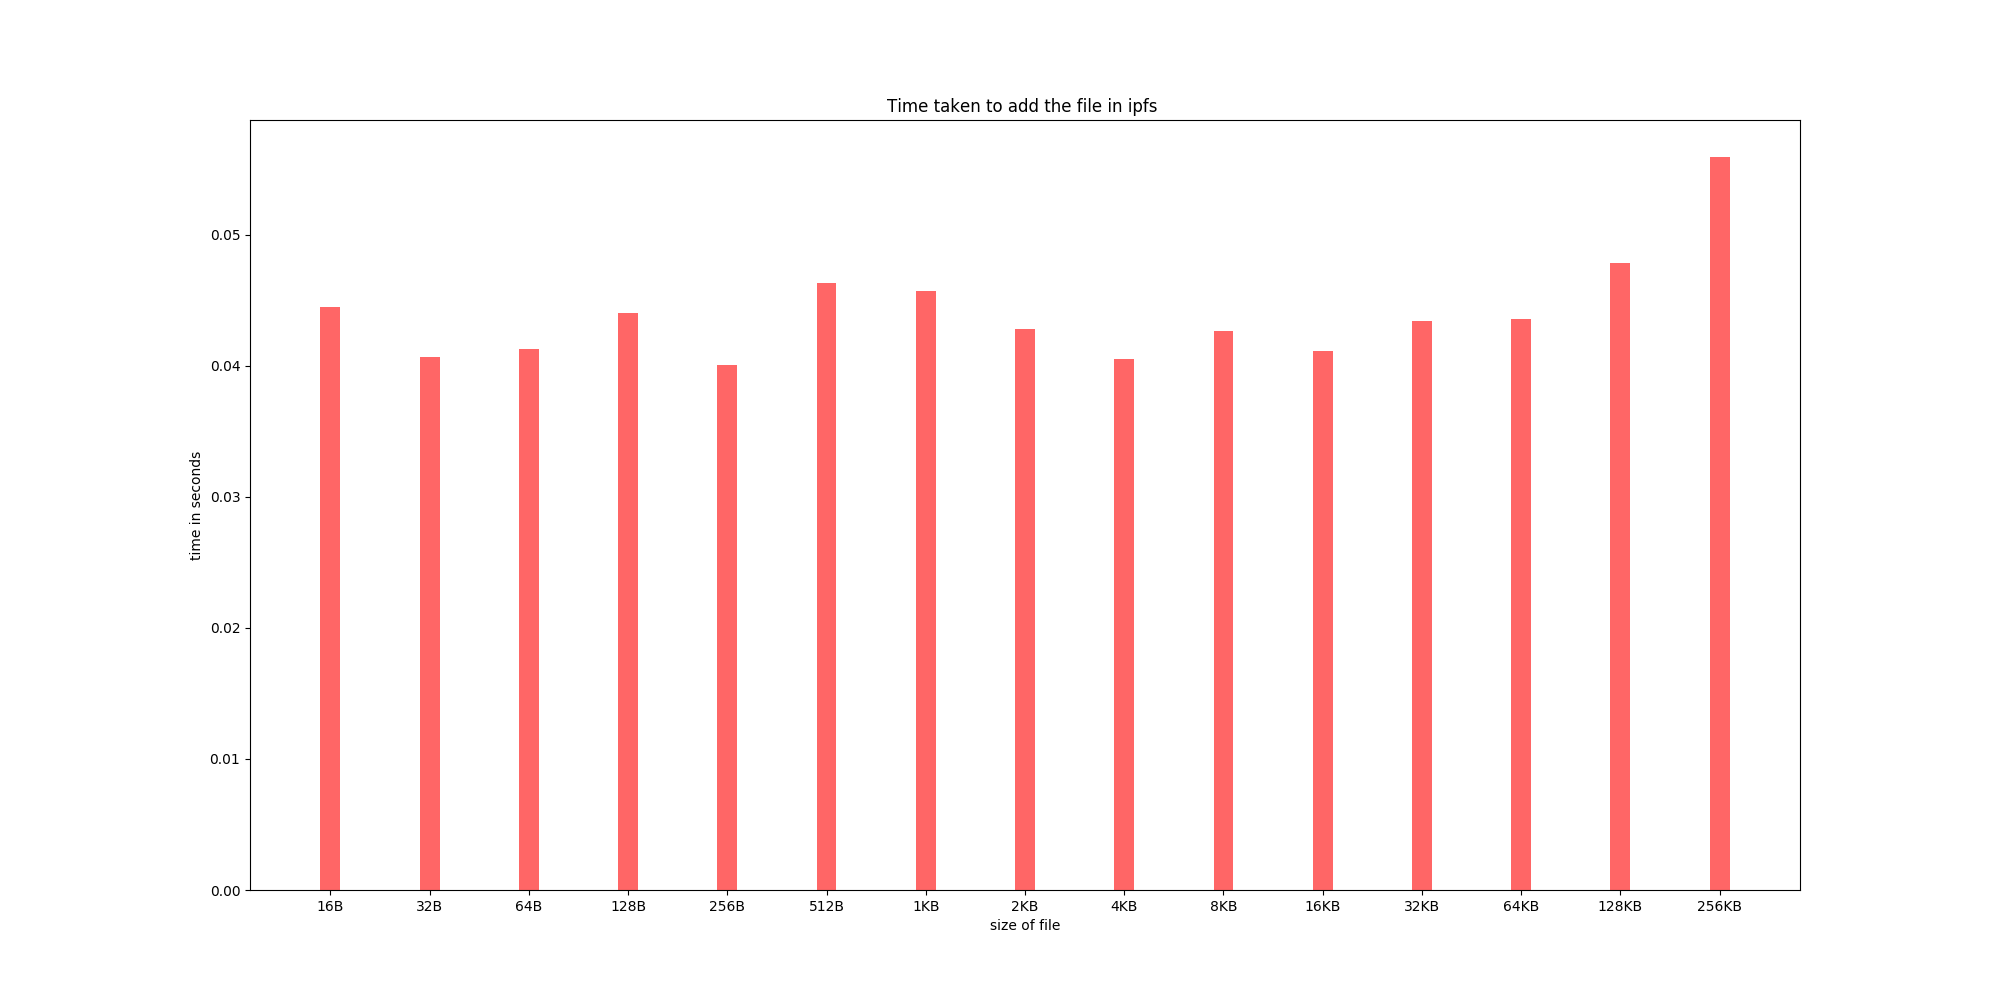 Time taken to add the file in ipfs
time in seconds
0.05
0.04
0.03
0.02
0.01
0.00
16B 32B 64B 128B 256B 512B 1KB 2KB 4KB 8KB 16KB 32KB 64KB 128KB 256KB
size of file